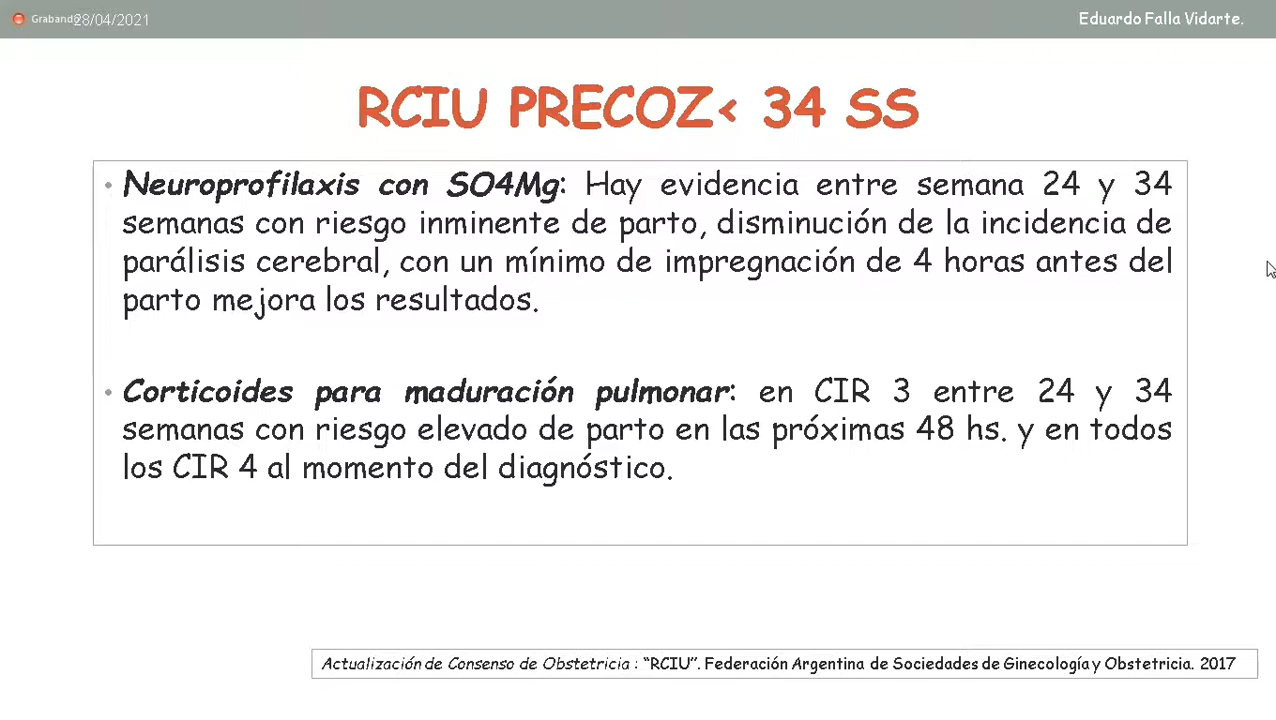 Grabando
28/04/2021
Eduardo Falla Vidarte.
RCIU PRECOZ< 34 SS
• Neuroprofilaxis con SO4Mg: Hay evidencia entre semana 24 y 34
semanas con riesgo inminente de parto, disminución de la incidencia de
parálisis cerebral, con un mínimo de impregnación de 4 horas antes del
parto mejora los resultados.
• Corticoides para maduración pulmonar: en CIR 3 entre 24 y 34
semanas con riesgo elevado de parto en las próximas 48 hs. y en todos
los CIR 4 al momento del diagnóstico.
Actualización de Consenso de Obstetricia : “RCIU”. Federación Argentina de Sociedades de Ginecología y Obstetricia. 2017